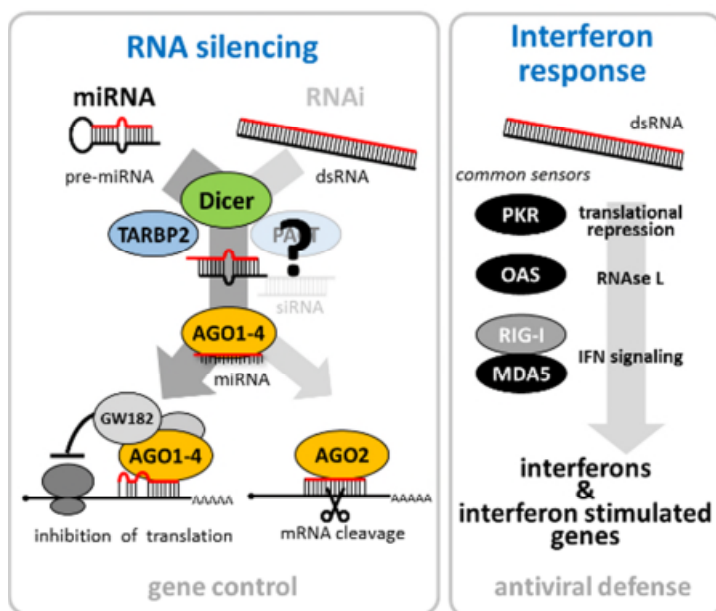 RNA silencing
miRNA
RNAi
pre-miRNA
dsRNA
Dicer
TARBP2
PACT
?
siRNA
AGO1-4
miRNA
GW182
AGO1-4
AGO2
AAAAA
AAAAA
inhibition of translation
mRNA cleavage
gene control
Interferon
response
dsRNA
common sensors
PKR
translational
repression
OAS
RNAse L
RIG-I
IFN signaling
MDA5
interferons
&
interferon stimulated
genes
antiviral defense